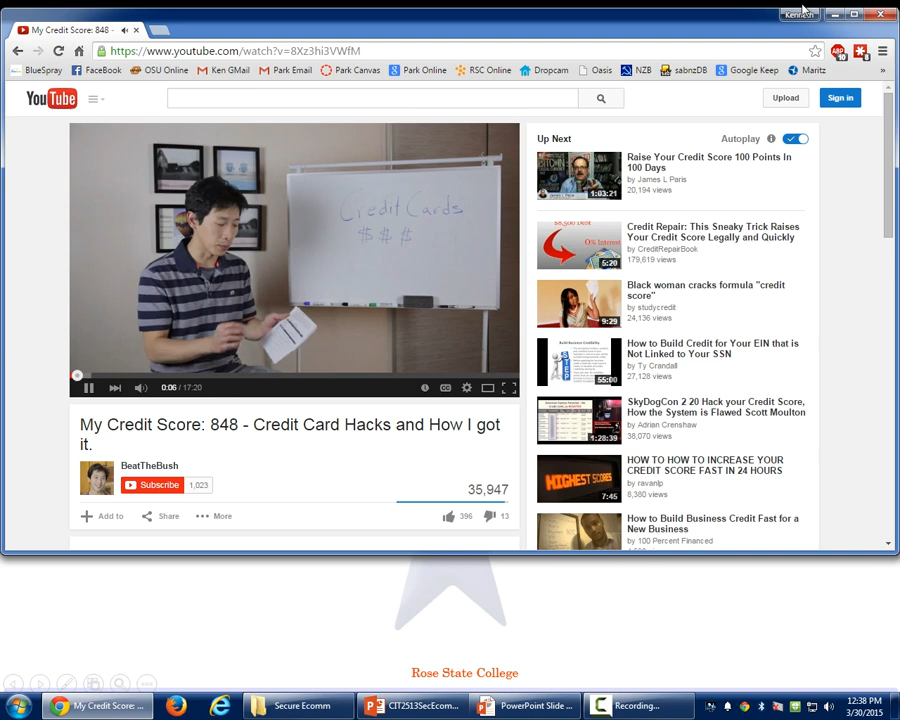 Kenneth
My Credit Score: 848 -
https://www.youtube.com/watch?v=8Xz3hi3VWfM
BlueSpray
FaceBook
OSU Online
Ken GMail
Park Email
Park Canvas
Park Online
RSC Online
Dropcam
Oasis
NZB
sabnzDB
Google Keep
Maritz
»
YouTube
Upload
Sign in
Credit Cards
$ $ $
0:06 / 17:20
My Credit Score: 848 - Credit Card Hacks and How I got
it.
BeatTheBush
Subscribe 1,023
35,947
Add to
Share
More
396
13
Up Next
Autoplay
Raise Your Credit Score 100 Points In
100 Days
by James L Paris
20,194 views
1:03:21
Credit Repair: This Sneaky Trick Raises
Your Credit Score Legally and Quickly
by CreditRepairBook
179,619 views
$8,500 Debt
0% Interest
5:20
Black woman cracks formula "credit
score"
by studycredit
24,136 views
9:29
How to Build Credit for Your EIN that is
Not Linked to Your SSN
by Ty Crandall
27,128 views
55:00
SkyDogCon 2 20 Hack your Credit Score,
How the System is Flawed Scott Moulton
by Adrian Crenshaw
38,070 views
1:28:39
HOW TO HOW TO INCREASE YOUR
CREDIT SCORE FAST IN 24 HOURS
by ravanlp
8,380 views
HIGHEST SCORES
7:45
How to Build Business Credit Fast for a
New Business
by 100 Percent Financed
Rose State College
My Credit Score: ...
Secure Ecomm
CIT2513SecEcom...
PowerPoint Slide ...
Recording...
12:38 PM
3/30/2015